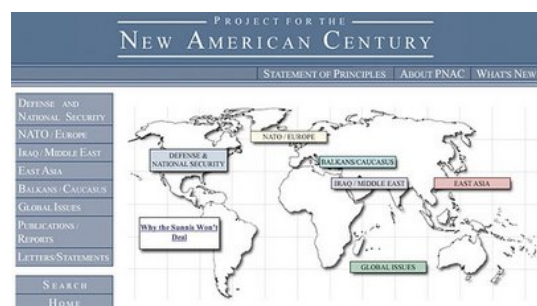 PROJECT FOR THE
NEW AMERICAN CENTURY
STATEMENT OF PRINCIPLES
ABOUT PNAC
WHAT'S NEW
DEFENSE AND
NATIONAL SECURITY
NATO / EUROPE
IRAQ / MIDDLE EAST
EAST ASIA
BALKANS / CAUCASUS
GLOBAL ISSUES
PUBLICATIONS /
REPORTS
LETTERS/STATEMENTS
SEARCH
HOME
NATO / EUROPE
DEFENSE &
NATIONAL SECURITY
BALKANS/CAUCASUS
IRAQ / MIDDLE EAST
EAST ASIA
Why the Sunnis Won't
Deal
GLOBAL ISSUES